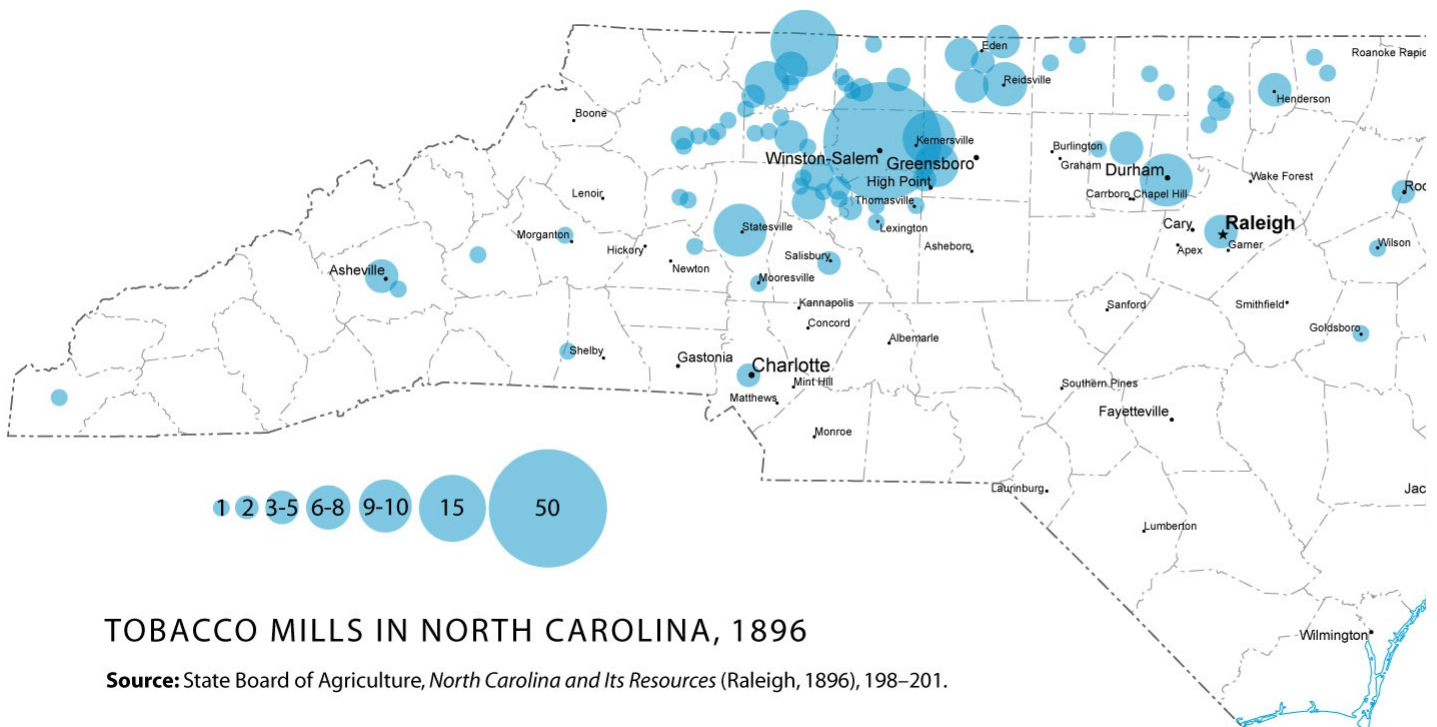 Eden
Roanoke Rapid
Reidsville
Henderson
Boone
Kernersville
Winston-Salem
Greensboro
Burlington
Graham
Durham
High Point
Wake Forest
Lenoir
Thomasville
Carrboro
Chapel Hill
Roc
Statesville
Lexington
Cary
Raleigh
Morganton
Hickory
Asheboro
Apex
Garner
Wilson
Newton
Salisbury
Asheville
Mooresville
Kannapolis
Sanford
Smithfield
Concord
Albemarle
Goldsboro
Shelby
Gastonia
Charlotte
Mint Hill
Southern Pines
Matthews
Fayetteville
Monroe
Laurinburg
Jac
Lumberton
1 2 3-5 6-8 9-10 15 50
Wilmington
TOBACCO MILLS IN NORTH CAROLINA, 1896
Source: State Board of Agriculture, North Carolina and Its Resources (Raleigh, 1896), 198–201.